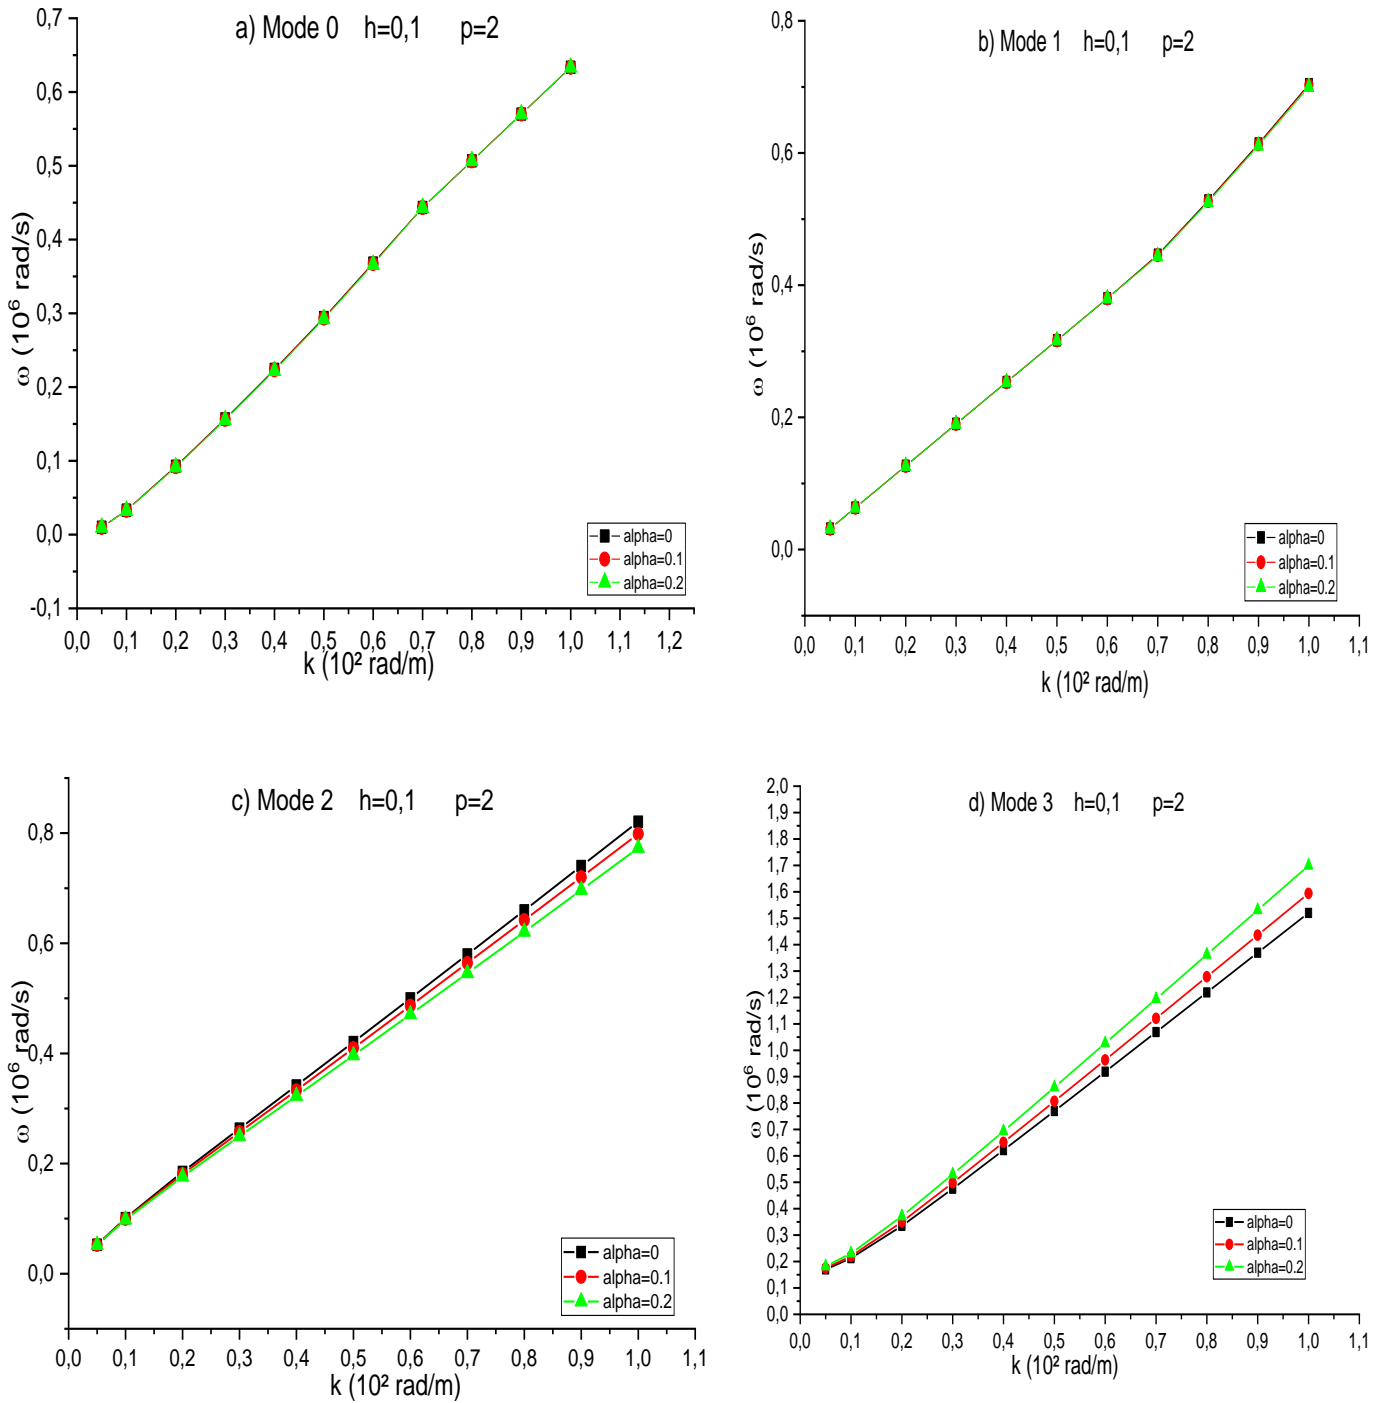 a) Mode 0 h=0,1 p=2
0,7
0,6
0,5
0,4
0,3
0,2
0,1
0,0
-0,1
ω (10⁶ rad/s)
alpha=0
alpha=0.1
alpha=0.2
0,0 0,1 0,2 0,3 0,4 0,5 0,6 0,7 0,8 0,9 1,0 1,1 1,2
k (10² rad/m)
b) Mode 1 h=0,1 p=2
0,8
0,6
0,4
0,2
0,0
ω (10⁶ rad/s)
alpha=0
alpha=0.1
alpha=0.2
0,0 0,1 0,2 0,3 0,4 0,5 0,6 0,7 0,8 0,9 1,0 1,1
k (10² rad/m)
c) Mode 2 h=0,1 p=2
0,8
0,6
0,4
0,2
0,0
ω (10⁶ rad/s)
alpha=0
alpha=0.1
alpha=0.2
0,0 0,1 0,2 0,3 0,4 0,5 0,6 0,7 0,8 0,9 1,0 1,1
k (10² rad/m)
d) Mode 3 h=0,1 p=2
2,0
1,9
1,8
1,7
1,6
1,5
1,4
1,3
1,2
1,1
1,0
0,9
0,8
0,7
0,6
0,5
0,4
0,3
0,2
0,1
0,0
ω (10⁶ rad/s)
alpha=0
alpha=0.1
alpha=0.2
0,0 0,1 0,2 0,3 0,4 0,5 0,6 0,7 0,8 0,9 1,0 1,1
k (10² rad/m)